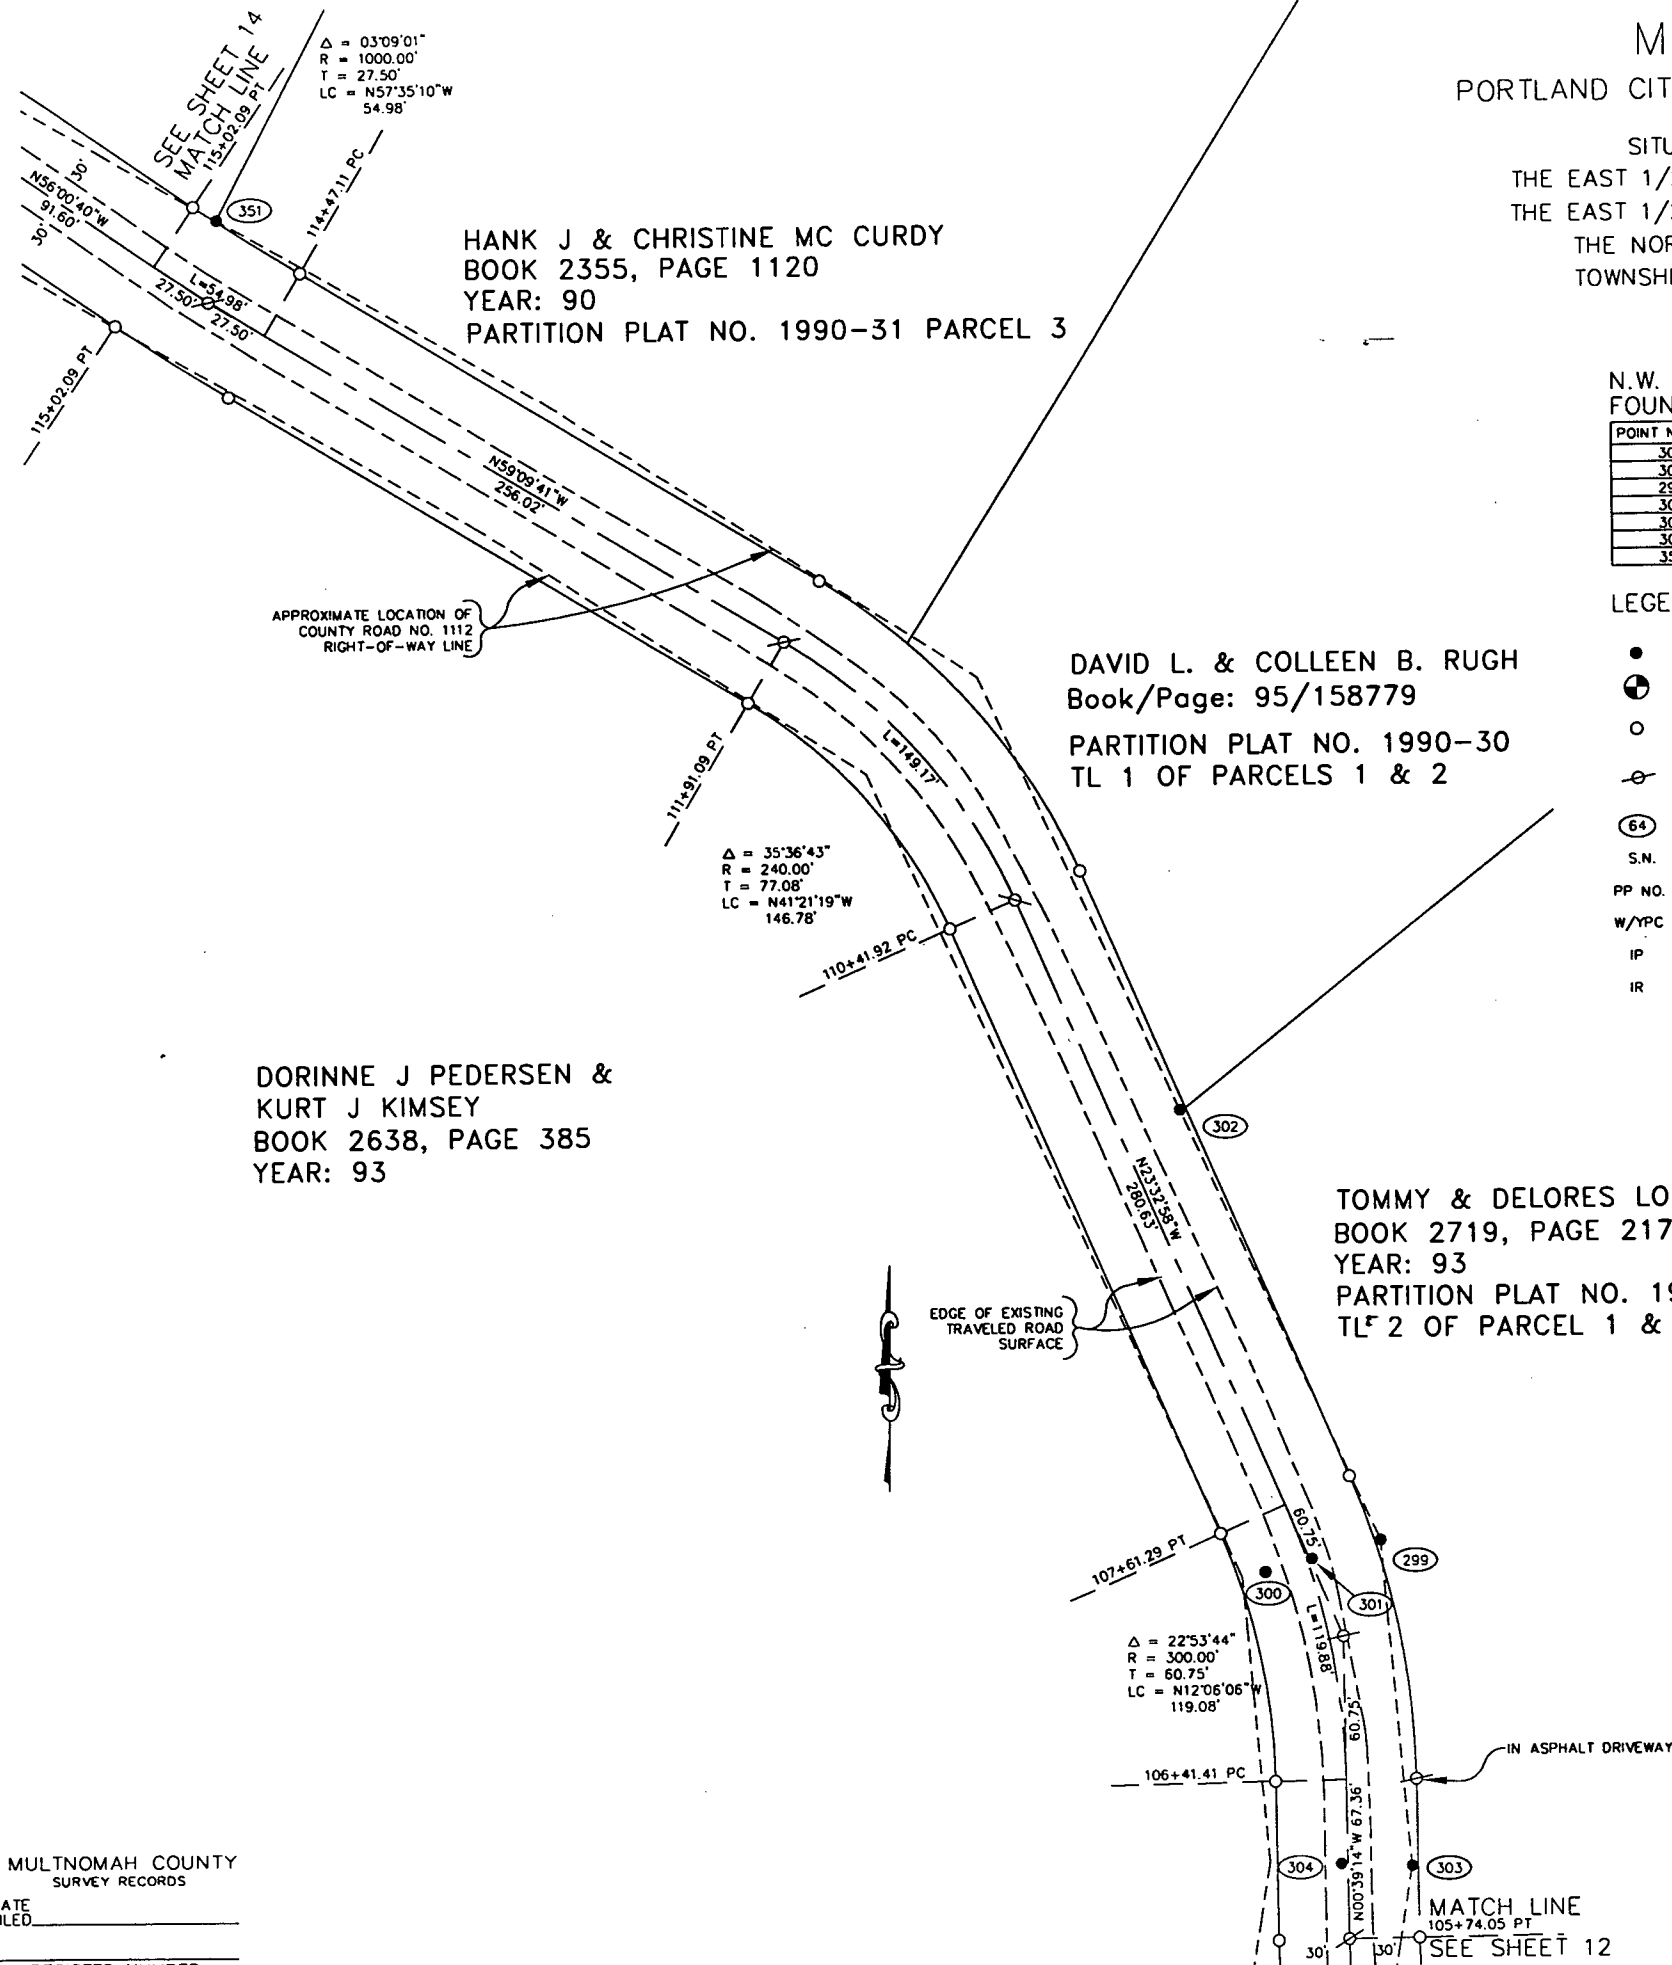 SEE SHEET 14
MATCH LINE
115+02.09 PT
Δ = 03°09'01"
R = 1000.00'
T = 27.50'
LC = N57°35'10"W
54.98'
114+47.11 PC
351
30'
N56°00'40"W
91.60'
30'
L=54.98'
27.50'
27.50'
115+02.09 PT
HANK J & CHRISTINE MC CURDY
BOOK 2355, PAGE 1120
YEAR: 90
PARTITION PLAT NO. 1990-31 PARCEL 3
PORTLAND CIT
SITU
THE EAST 1/
THE EAST 1/
THE NOR
TOWNSHI
N.W.
FOUN
POINT N
30
30
29
30
30
30
35
N59°09'41"W
256.02'
APPROXIMATE LOCATION OF
COUNTY ROAD NO. 1112
RIGHT-OF-WAY LINE
LEGE
64
S.N.
PP NO.
W/YPC
IP
IR
DAVID L. & COLLEEN B. RUGH
Book/Page: 95/158779
PARTITION PLAT NO. 1990-30
TL 1 OF PARCELS 1 & 2
L=149.17'
111+91.09 PT
Δ = 35°36'43"
R = 240.00'
T = 77.08'
LC = N41°21'19"W
146.78'
110+41.92 PC
DORINNE J PEDERSEN &
KURT J KIMSEY
BOOK 2638, PAGE 385
YEAR: 93
302
N23°32'58"W
280.63'
TOMMY & DELORES LO
BOOK 2719, PAGE 217
YEAR: 93
PARTITION PLAT NO. 19
TL 2 OF PARCEL 1 &
EDGE OF EXISTING
TRAVELED ROAD
SURFACE
60.75'
107+61.29 PT
299
300
301
L=119.88'
Δ = 22°53'44"
R = 300.00'
T = 60.75'
LC = N12°06'06"W
119.08'
60.75'
IN ASPHALT DRIVEWAY
106+41.41 PC
N00°39'14"W 67.36'
304
303
MATCH LINE
105+74.05 PT
SEE SHEET 12
30'
30'
MULTNOMAH COUNTY
SURVEY RECORDS
ATE
ILED